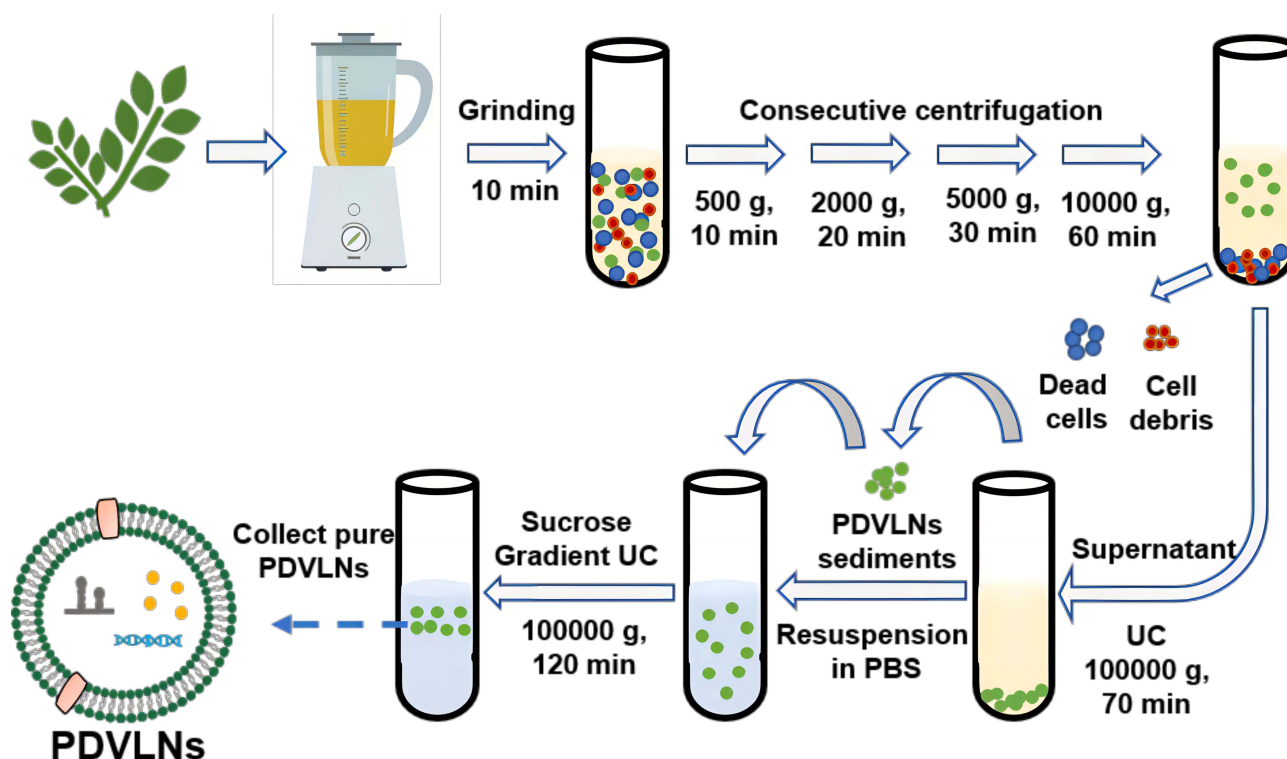 Grinding
10 min
Consecutive centrifugation
500 g,
10 min
2000 g,
20 min
5000 g,
30 min
10000 g,
60 min
Dead
cells
Cell
debris
Supernatant
UC
100000 g,
70 min
PDVLNs
sediments
Resuspension
in PBS
Sucrose
Gradient UC
100000 g,
120 min
Collect pure
PDVLNs
PDVLNs